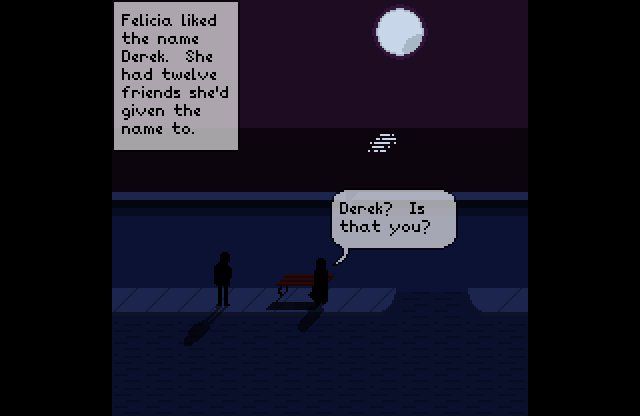 Felicia liked
the name
Derek.  She
had twelve
friends she'd
given the
name to.
Derek?  Is
that you?